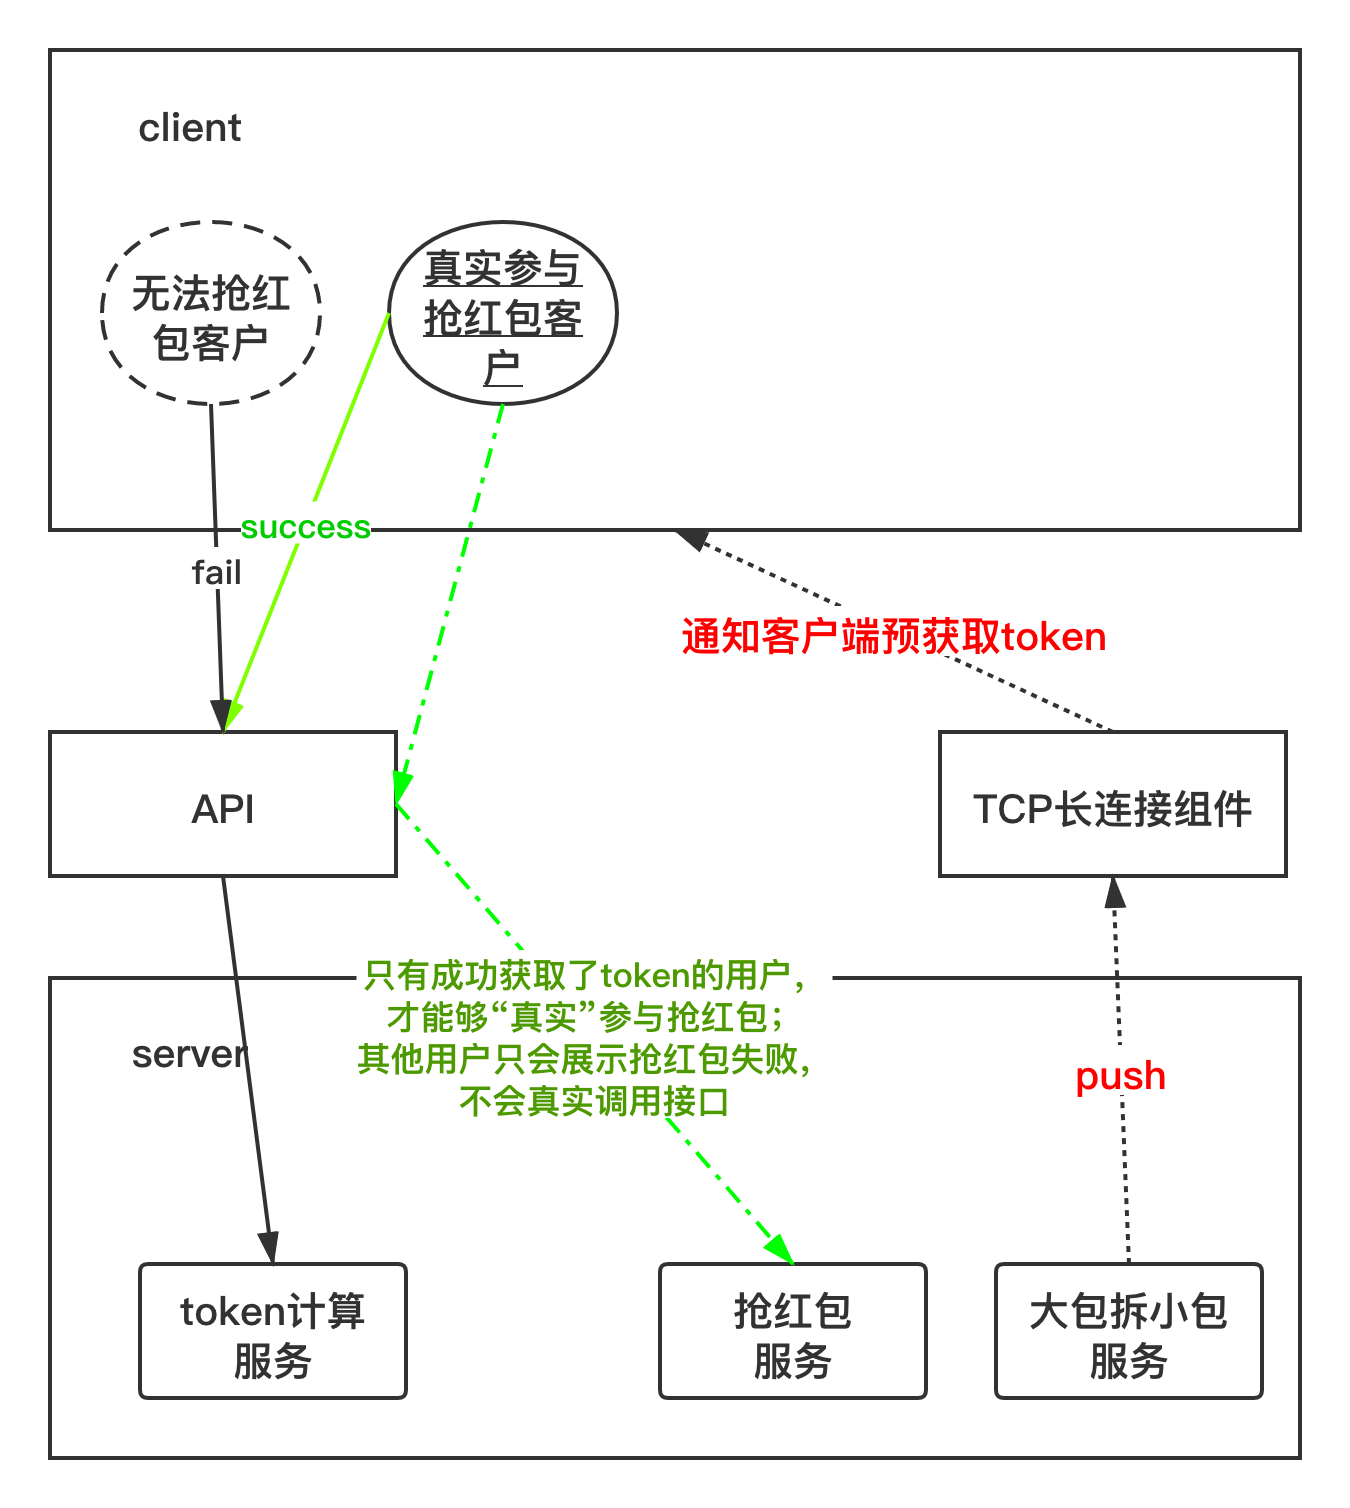 client
无法抢红
包客户
真实参与
抢红包客
户
success
fail
通知客户端预获取token
API
TCP长连接组件
只有成功获取了token的用户，
才能够“真实”参与抢红包；
其他用户只会展示抢红包失败，
不会真实调用接口
server
push
token计算
服务
抢红包
服务
大包拆小包
服务